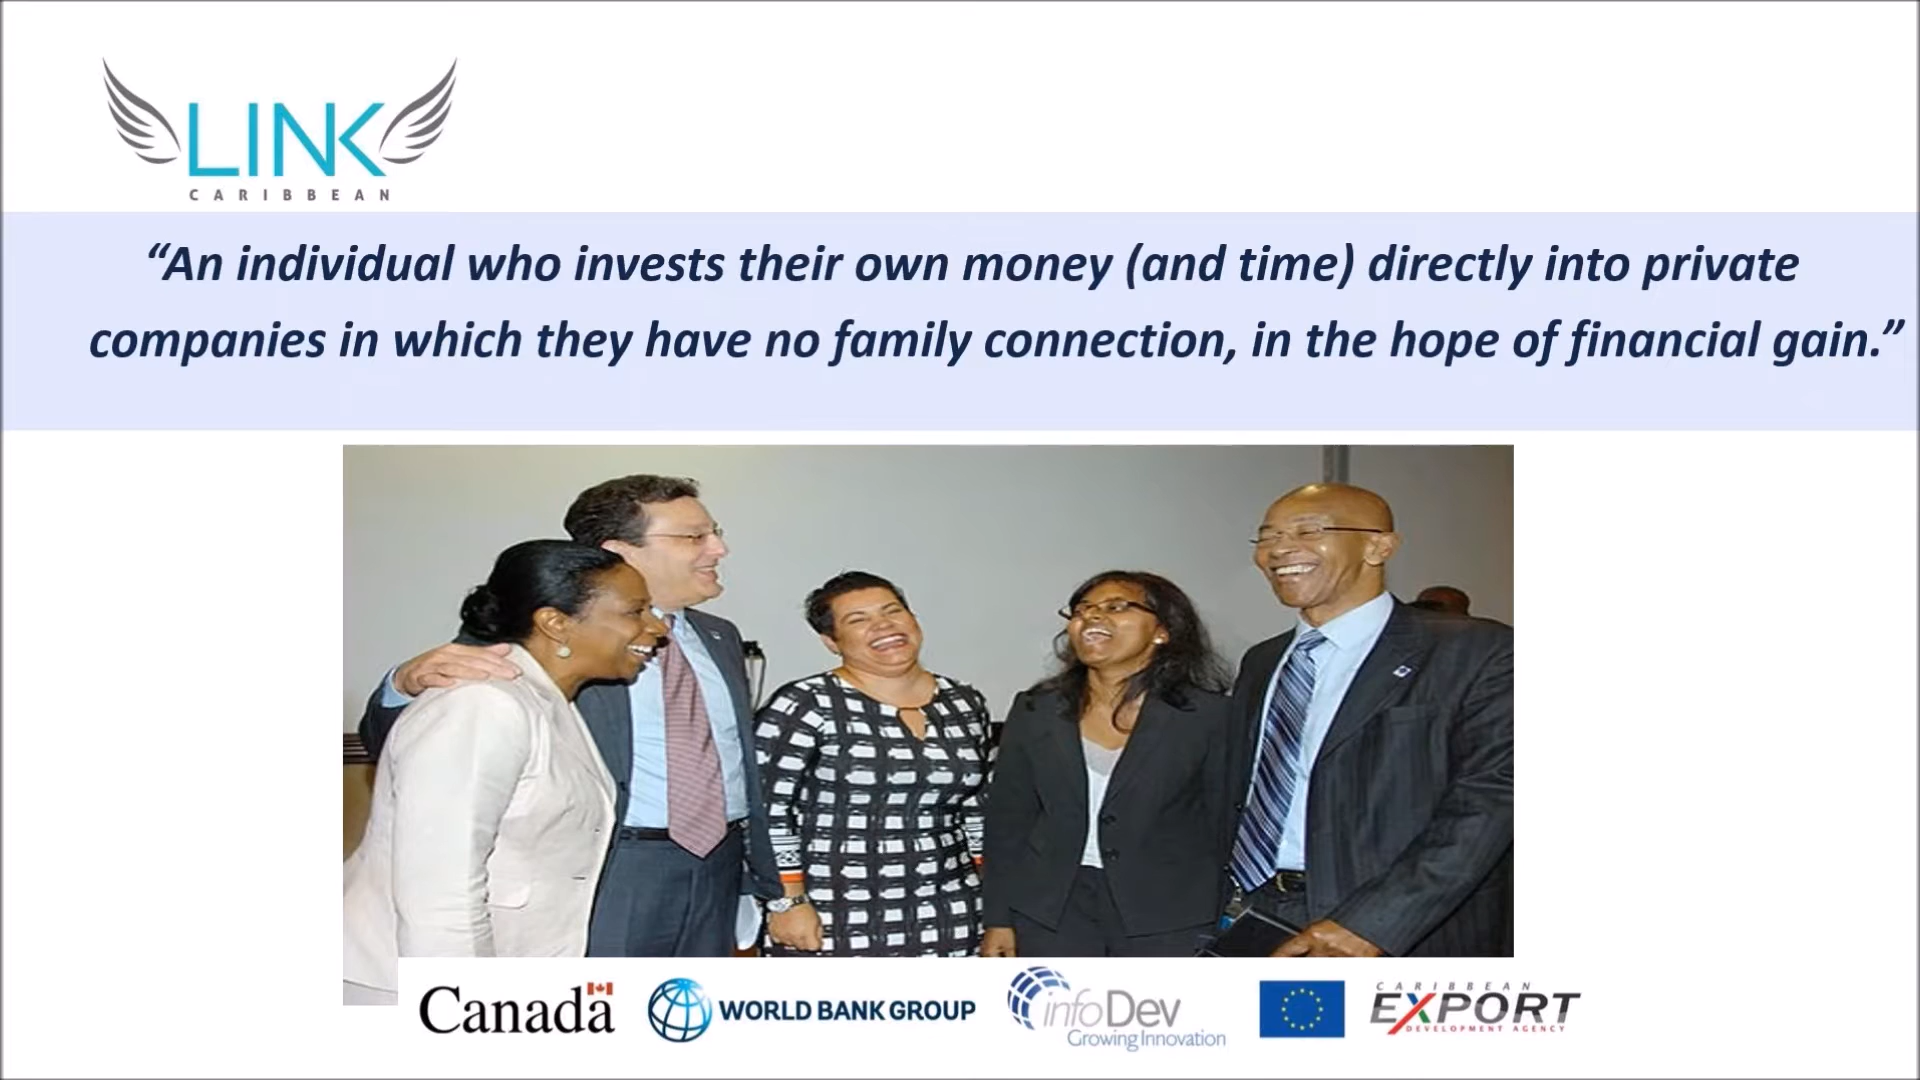 LINK
CARIBBEAN
“An individual who invests their own money (and time) directly into private
companies in which they have no family connection, in the hope of financial gain.”
Canada
WORLD BANK GROUP
infoDev
Growing Innovation
CARIBBEAN
EXPORT
DEVELOPMENT AGENCY